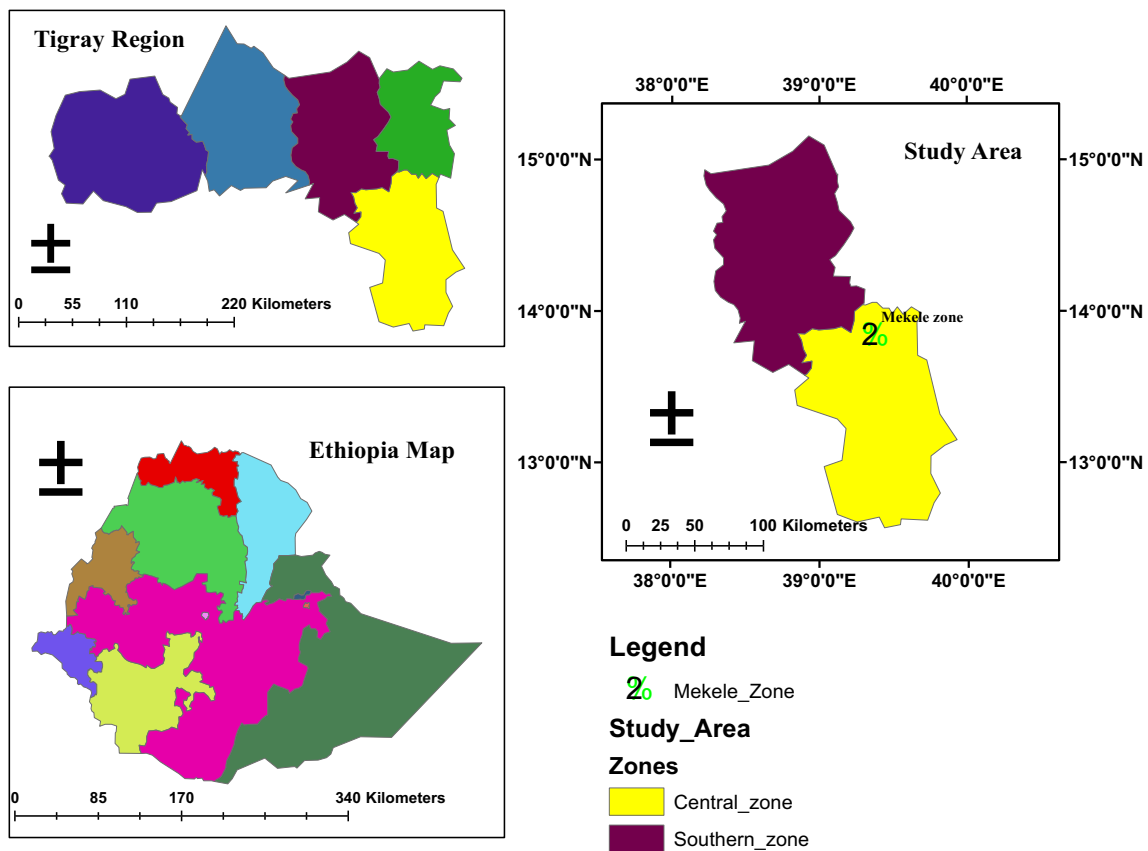 Tigray Region
±
0 55 110 220 Kilometers
Ethiopia Map
±
0 85 170 340 Kilometers
38°0'0"E 39°0'0"E 40°0'0"E
Study Area
15°0'0"N 15°0'0"N
14°0'0"N 14°0'0"N
13°0'0"N 13°0'0"N
Mekele zone
±
0 25 50 100 Kilometers
38°0'0"E 39°0'0"E 40°0'0"E
Legend
Mekele_Zone
Study_Area
Zones
Central_zone
Southern_zone